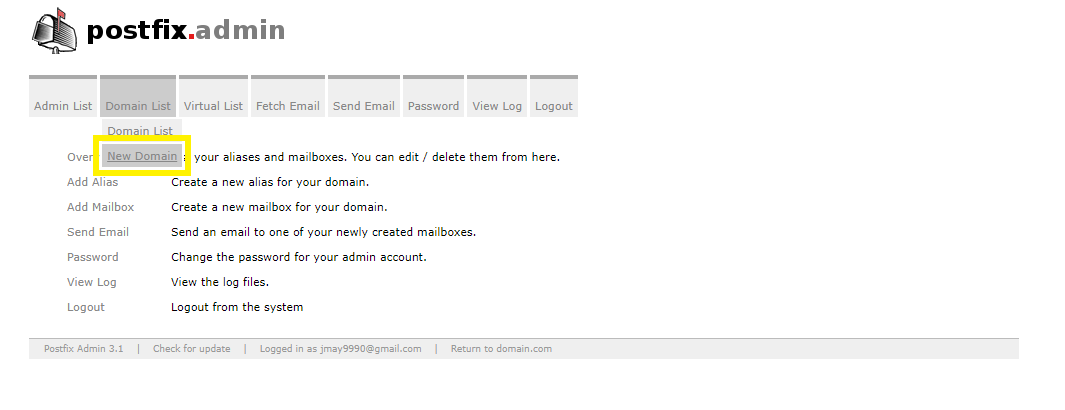 postfix.admin
Admin List Domain List Virtual List Fetch Email Send Email Password View Log Logout
Domain List
New Domain
Over your aliases and mailboxes. You can edit / delete them from here.
Add Alias Create a new alias for your domain.
Add Mailbox Create a new mailbox for your domain.
Send Email Send an email to one of your newly created mailboxes.
Password Change the password for your admin account.
View Log View the log files.
Logout Logout from the system
Postfix Admin 3.1 | Check for update | Logged in as jmay9990@gmail.com | Return to domain.com